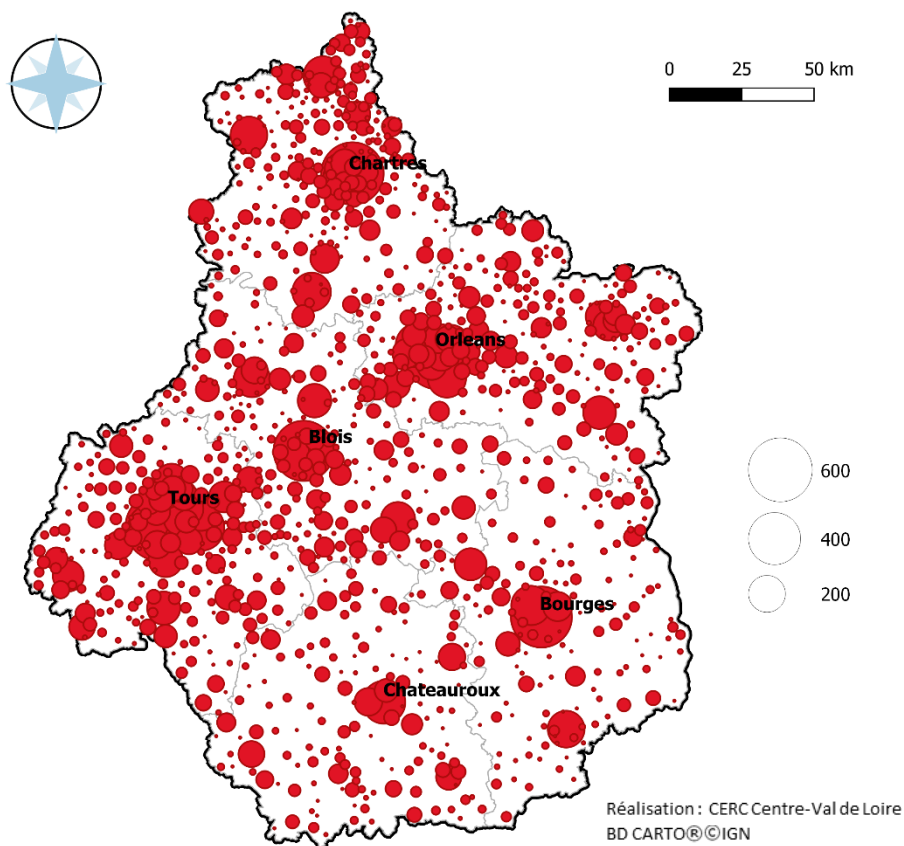 0 25 50 km
Chartres
Orleans
Blois
600
Tours
400
200
Bourges
Chateauroux
Réalisation : CERC Centre-Val de Loire
BD CARTO®©IGN